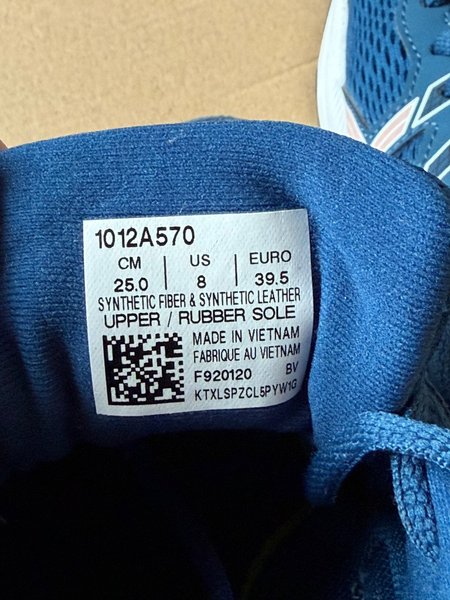 1012A570
CM | US | EURO
25.0 | 8 | 39.5
SYNTHETIC FIBER & SYNTHETIC LEATHER
UPPER / RUBBER SOLE
MADE IN VIETNAM
FABRIQUE AU VIETNAM
F920120 BV
KTXLSPZCL5PYW1G